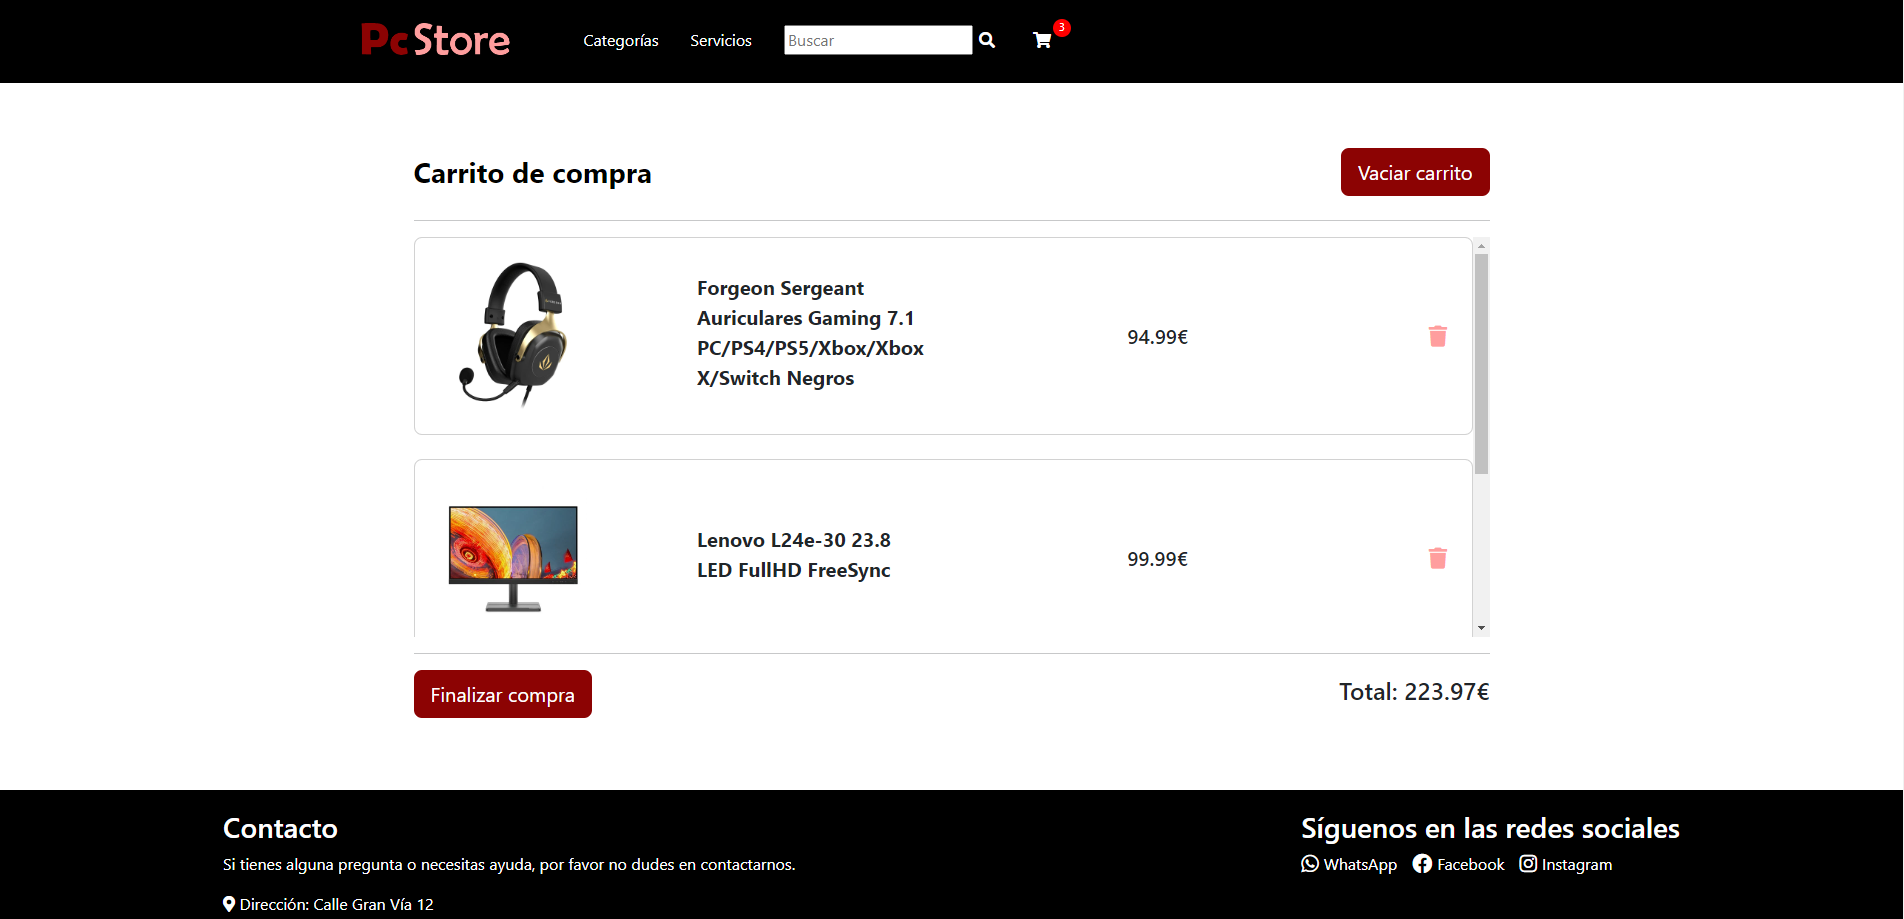 PcStore
Categorías
Servicios
Buscar
3
Carrito de compra
Vaciar carrito
Forgeon Sergeant
Auriculares Gaming 7.1
PC/PS4/PS5/Xbox/Xbox
X/Switch Negros
94.99€
Lenovo L24e-30 23.8
LED FullHD FreeSync
99.99€
Finalizar compra
Total: 223.97€
Contacto
Si tienes alguna pregunta o necesitas ayuda, por favor no dudes en contactarnos.
Dirección: Calle Gran Vía 12
Síguenos en las redes sociales
WhatsApp
Facebook
Instagram